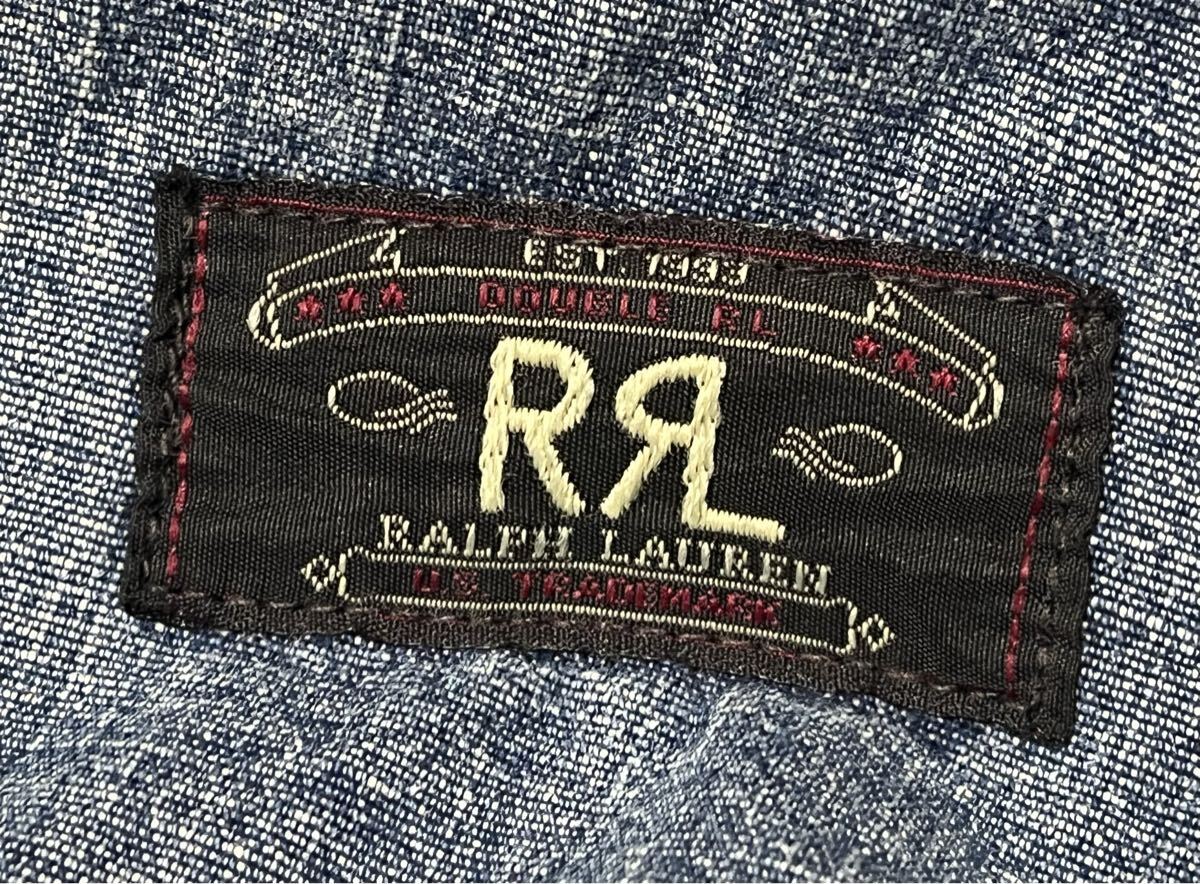 EST. 1993
DOUBLE RL
RRL
RALPH LAUREN
U.S. TRADEMARK